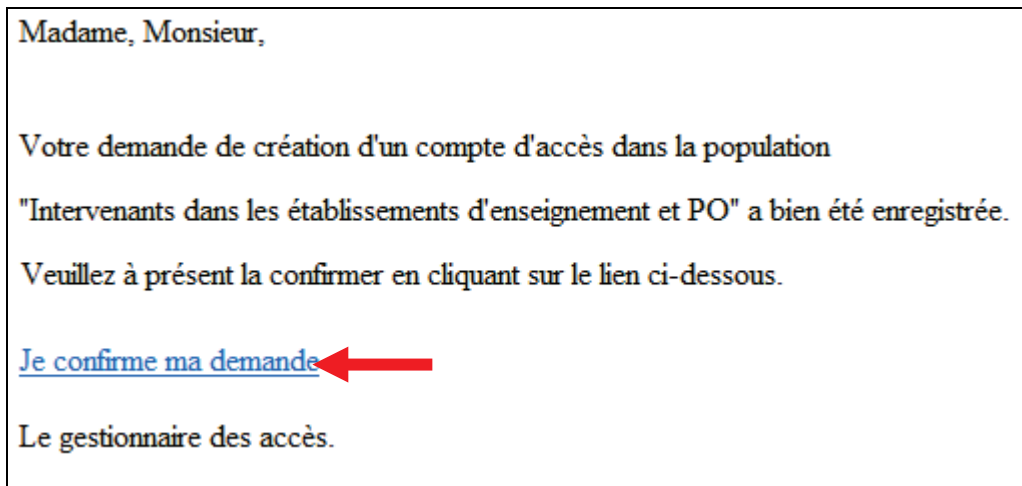 Madame, Monsieur,
Votre demande de création d'un compte d'accès dans la population
"Intervenants dans les établissements d'enseignement et PO" a bien été enregistrée.
Veuillez à présent la confirmer en cliquant sur le lien ci-dessous.
Je confirme ma demande
Le gestionnaire des accès.